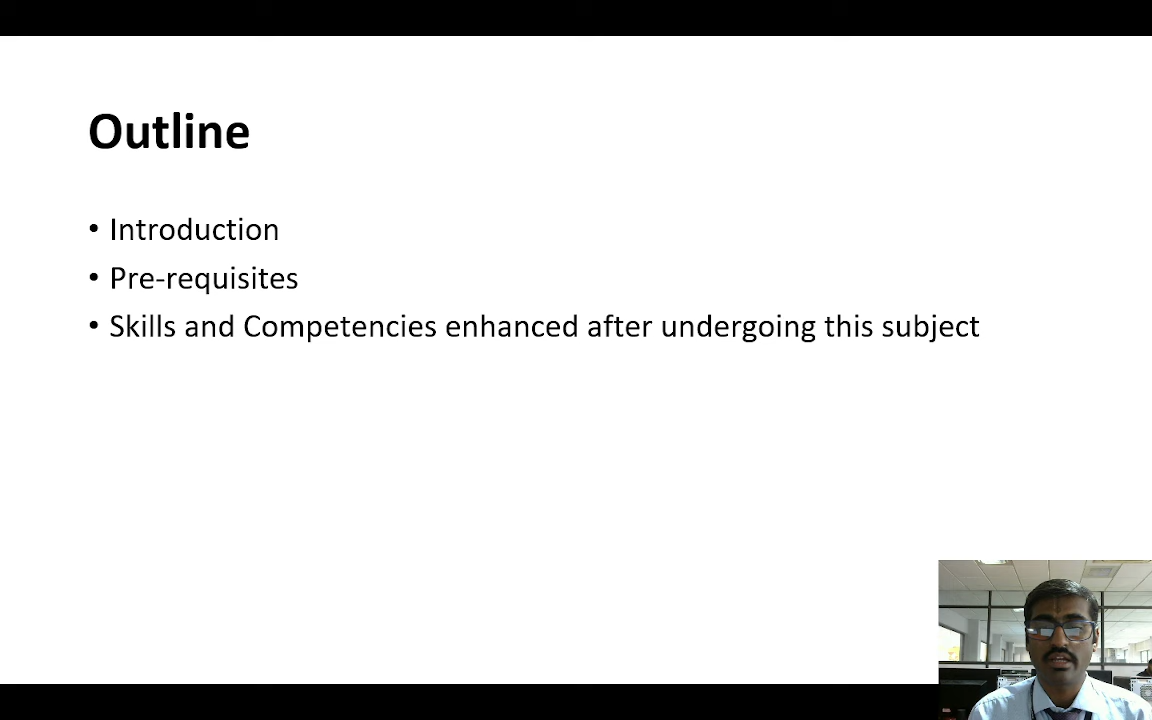 Outline
• Introduction
• Pre-requisites
• Skills and Competencies enhanced after undergoing this subject